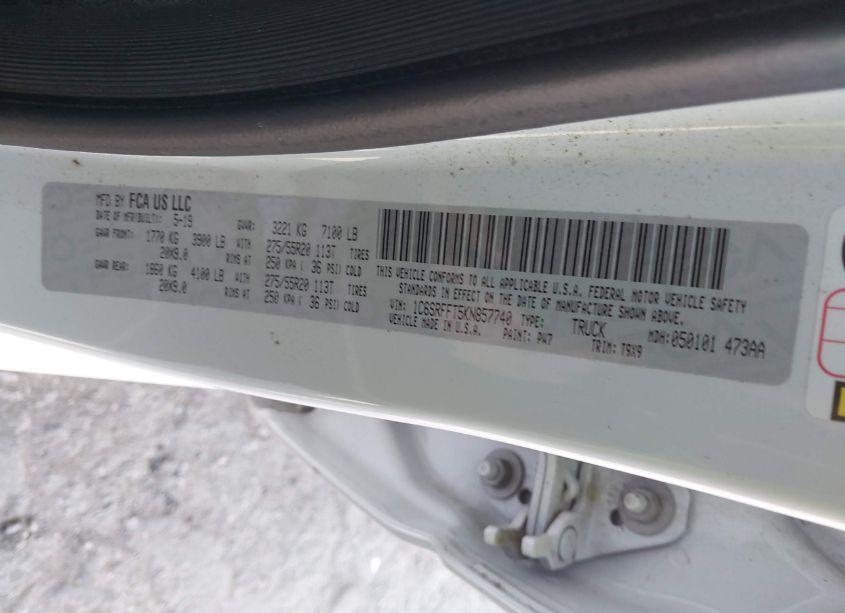 MFD BY FCA US LLC
DATE OF MFR(BUILT): 5-19 GVWR: 3221 KG 7100 LB
GAWR FRONT: 1770 KG 3900 LB WITH 275/55R20 113T TIRES
20X9.0 RIMS AT 250 KPA ( 36 PSI) COLD
GAWR REAR: 1860 KG 4100 LB WITH 275/55R20 113T TIRES
20X9.0 RIMS AT 250 KPA ( 36 PSI) COLD
THIS VEHICLE CONFORMS TO ALL APPLICABLE U.S.A. FEDERAL MOTOR VEHICLE SAFETY
STANDARDS IN EFFECT ON THE DATE OF MANUFACTURE SHOWN ABOVE.
VIN: 1C6SRFFT5KN857740 TYPE: TRUCK MDH: 050101 473AA
VEHICLE MADE IN U.S.A. PAINT: PW7 TRIM: T9X9